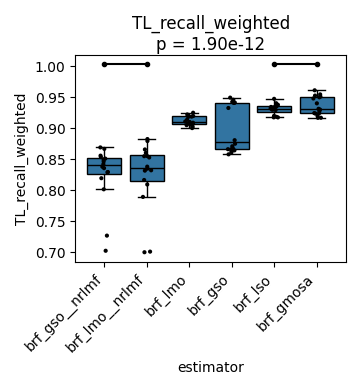 TL_recall_weighted
p = 1.90e-12
TL_recall_weighted
1.00
0.95
0.90
0.85
0.80
0.75
0.70
brf_gso__nrlmf
brf_lmo__nrlmf
brf_lmo
brf_gso
brf_lso
brf_gmosa
estimator